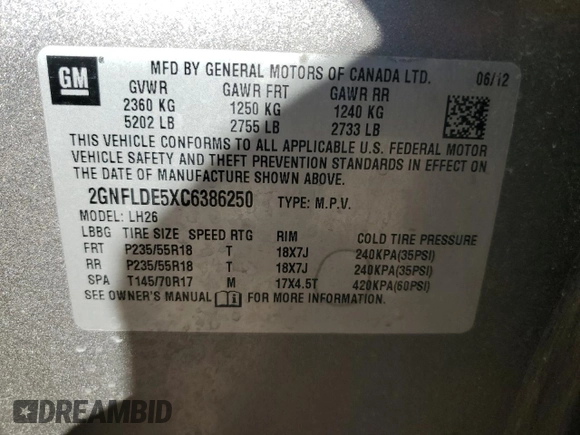 GM MFD BY GENERAL MOTORS OF CANADA LTD. 06/12
GVWR GAWR FRT GAWR RR
2360 KG 1250 KG 1240 KG
5202 LB 2755 LB 2733 LB
THIS VEHICLE CONFORMS TO ALL APPLICABLE U.S. FEDERAL MOTOR
VEHICLE SAFETY AND THEFT PREVENTION STANDARDS IN EFFECT ON
THE DATE OF MANUFACTURE SHOWN ABOVE.
2GNFLDE5XC6386250 TYPE: M.P.V.
MODEL: LH26
LBBG TIRE SIZE SPEED RTG RIM COLD TIRE PRESSURE
FRT P235/55R18 T 18X7J 240KPA(35PSI)
RR P235/55R18 T 18X7J 240KPA(35PSI)
SPA T145/70R17 M 17X4.5T 420KPA(60PSI)
SEE OWNER'S MANUAL FOR MORE INFORMATION.
DREAMBID